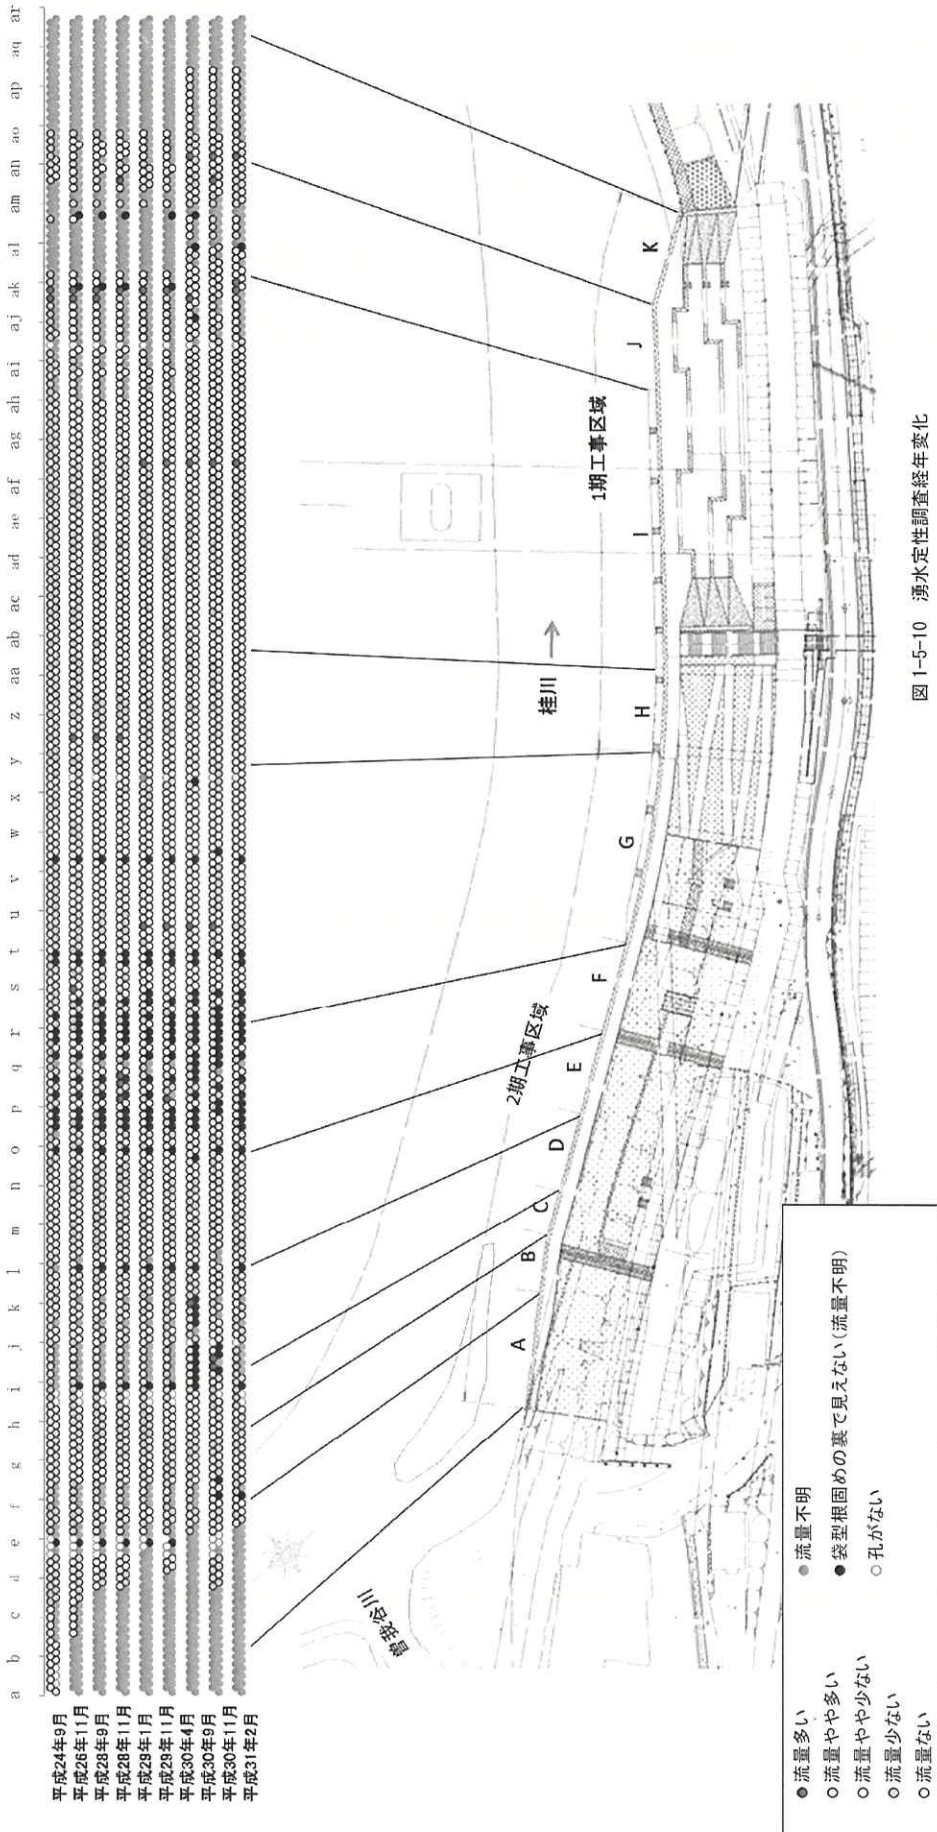 a b c d e f g h i j k l m n o p q r s t u v w x y z aa ab ac ad ae af ag ah ai aj ak al am an ao ap aq ar
平成24年9月
平成26年11月
平成28年9月
平成28年11月
平成29年1月
平成29年11月
平成30年4月
平成30年9月
平成30年11月
平成31年2月
曽我谷川
桂川
2期工事区域
1期工事区域
A B C D E F G H I J K
流量多い
流量やや多い
流量やや少ない
流量少ない
流量ない
流量不明
袋型根固めの裏で見えない(流量不明)
孔がない
図 1-5-10 湧水定性調査経年変化